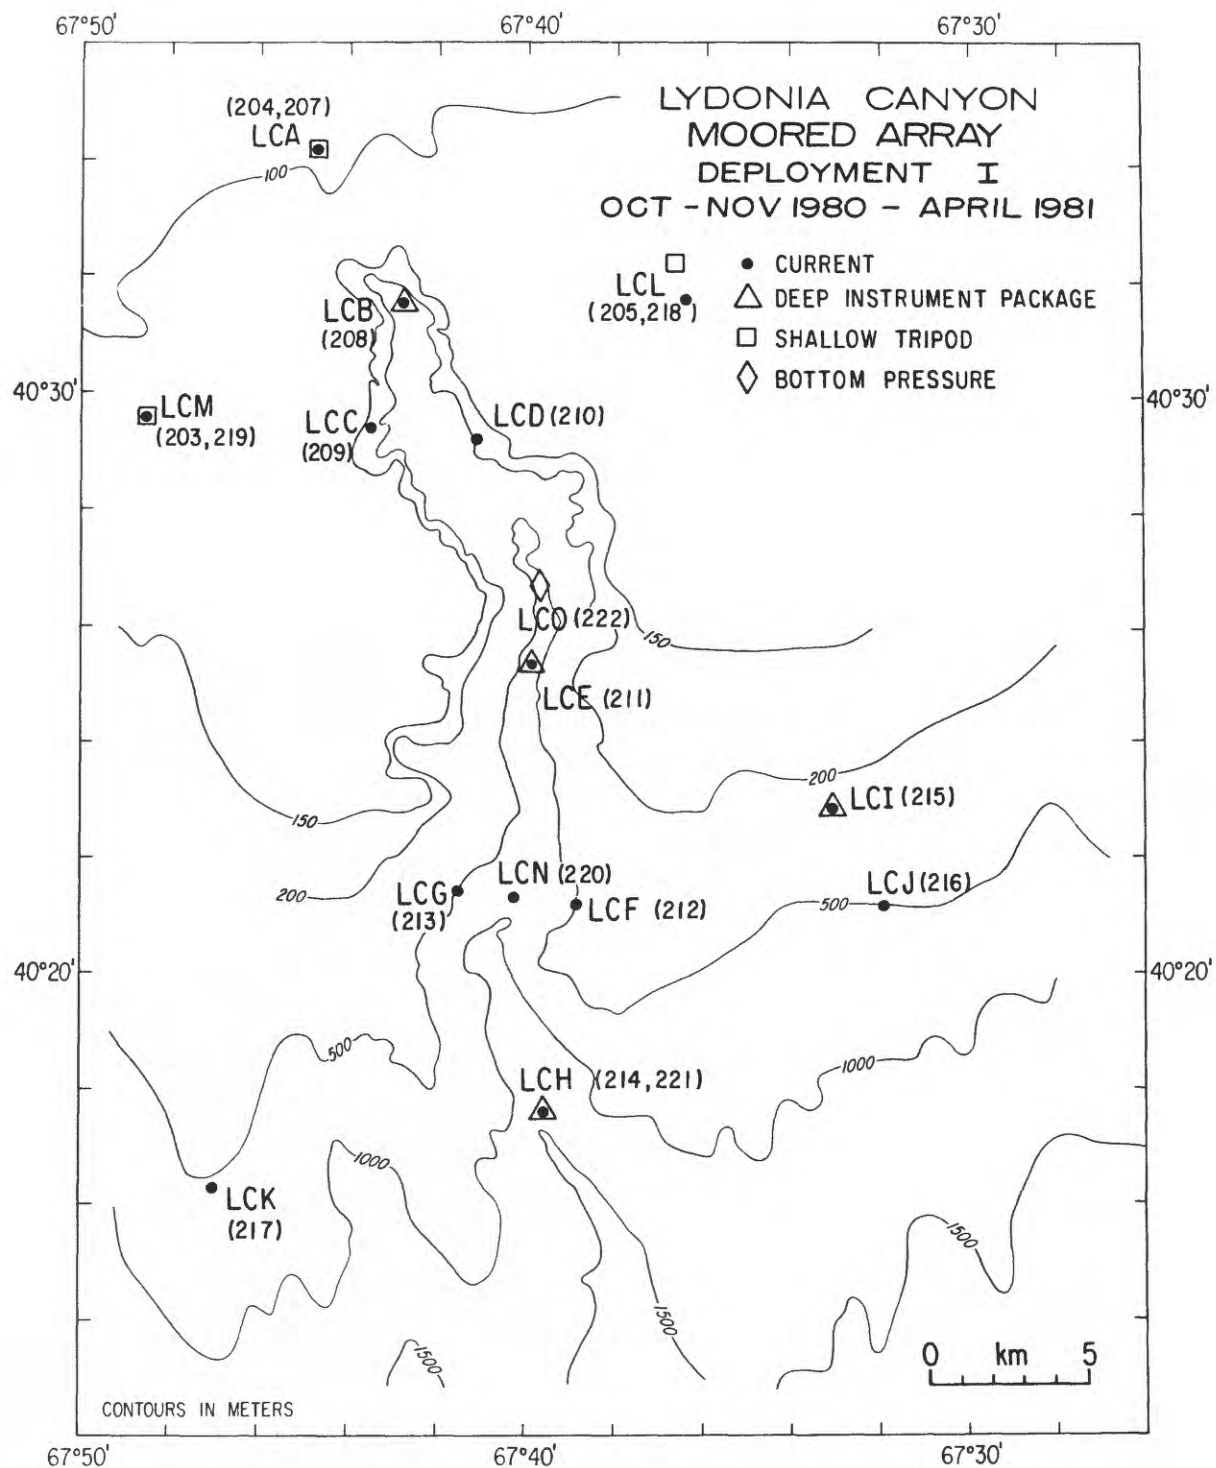 67°50' 67°40' 67°30'
LYDONIA CANYON
MOORED ARRAY
DEPLOYMENT I
OCT - NOV 1980 - APRIL 1981
(204,207)
LCA
100
CURRENT
DEEP INSTRUMENT PACKAGE
SHALLOW TRIPOD
BOTTOM PRESSURE
LCL
(205,218)
LCB
(208)
40°30' 40°30'
LCM
(203,219)
LCC
(209)
LCD (210)
LCO (222)
150
LCE (211)
200
LCI (215)
150
200
LCG
(213)
LCN (220)
LCF (212)
LCJ (216)
500
40°20' 40°20'
500
1000
LCH (214,221)
1000
LCK
(217)
1500
1500
1500
0 km 5
CONTOURS IN METERS
67°50' 67°40' 67°30'